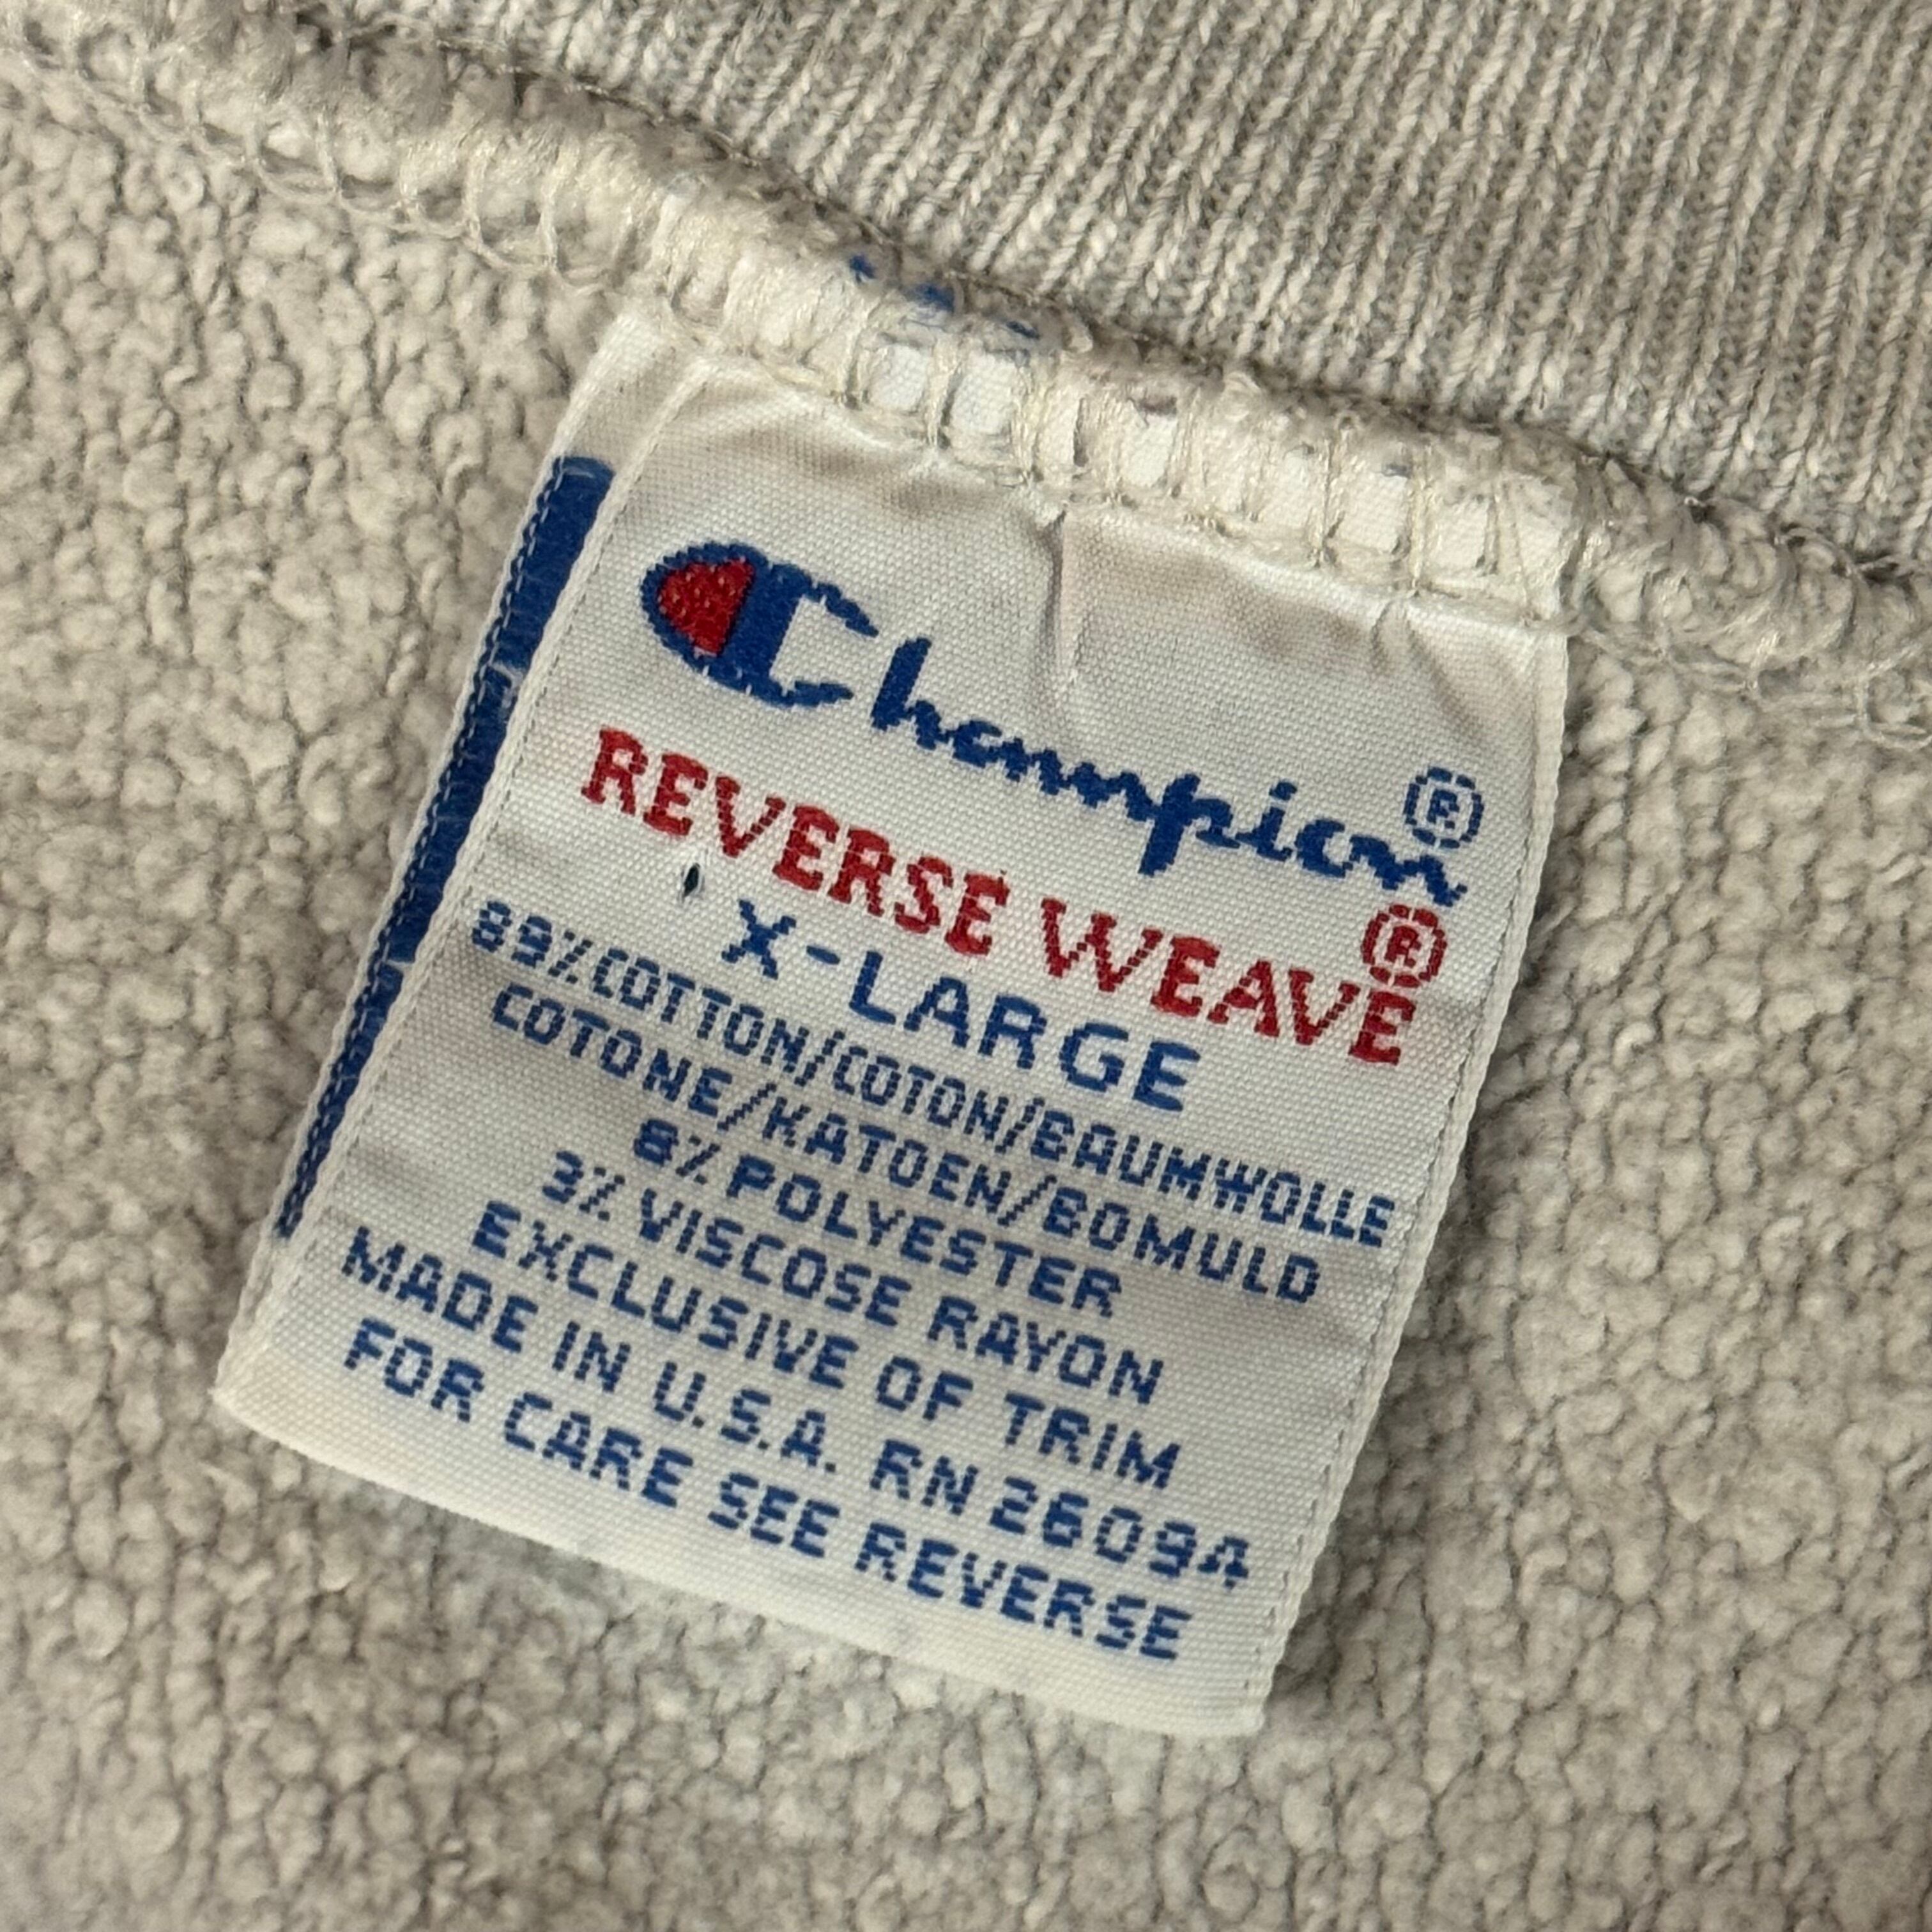 Champion®
REVERSE WEAVE®
X-LARGE
89%COTTON/COTON/BAUMWOLLE
COTONE/KATOEN/BOMULD
8% POLYESTER
3% VISCOSE RAYON
EXCLUSIVE OF TRIM
MADE IN U.S.A. RN 26094
FOR CARE SEE REVERSE